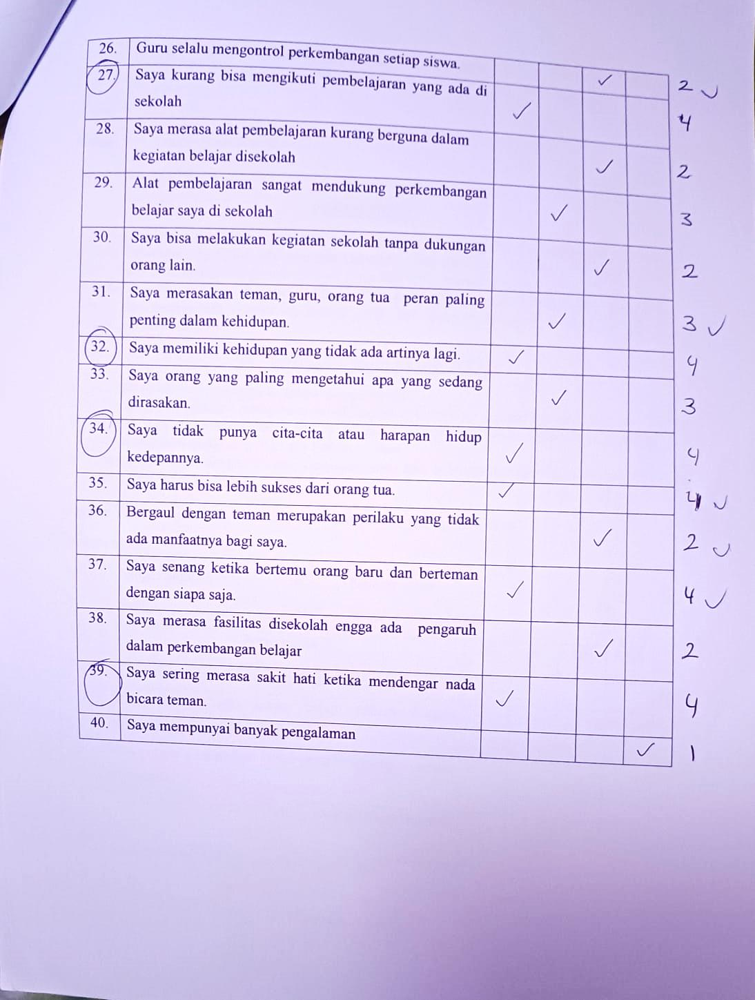 26. Guru selalu mengontrol perkembangan setiap siswa. ✓ 2 ✓
27. Saya kurang bisa mengikuti pembelajaran yang ada di
sekolah ✓ 4
28. Saya merasa alat pembelajaran kurang berguna dalam
kegiatan belajar disekolah ✓ 2
29. Alat pembelajaran sangat mendukung perkembangan
belajar saya di sekolah ✓ 3
30. Saya bisa melakukan kegiatan sekolah tanpa dukungan
orang lain. ✓ 2
31. Saya merasakan teman, guru, orang tua peran paling
penting dalam kehidupan. ✓ 3 ✓
32. Saya memiliki kehidupan yang tidak ada artinya lagi. ✓ 4
33. Saya orang yang paling mengetahui apa yang sedang
dirasakan. ✓ 3
34. Saya tidak punya cita-cita atau harapan hidup
kedepannya. ✓ 4
35. Saya harus bisa lebih sukses dari orang tua. ✓ 4 ✓
36. Bergaul dengan teman merupakan perilaku yang tidak
ada manfaatnya bagi saya. ✓ 2 ✓
37. Saya senang ketika bertemu orang baru dan berteman
dengan siapa saja. ✓ 4 ✓
38. Saya merasa fasilitas disekolah engga ada pengaruh
dalam perkembangan belajar ✓ 2
39. Saya sering merasa sakit hati ketika mendengar nada
bicara teman. ✓ 4
40. Saya mempunyai banyak pengalaman ✓ 1